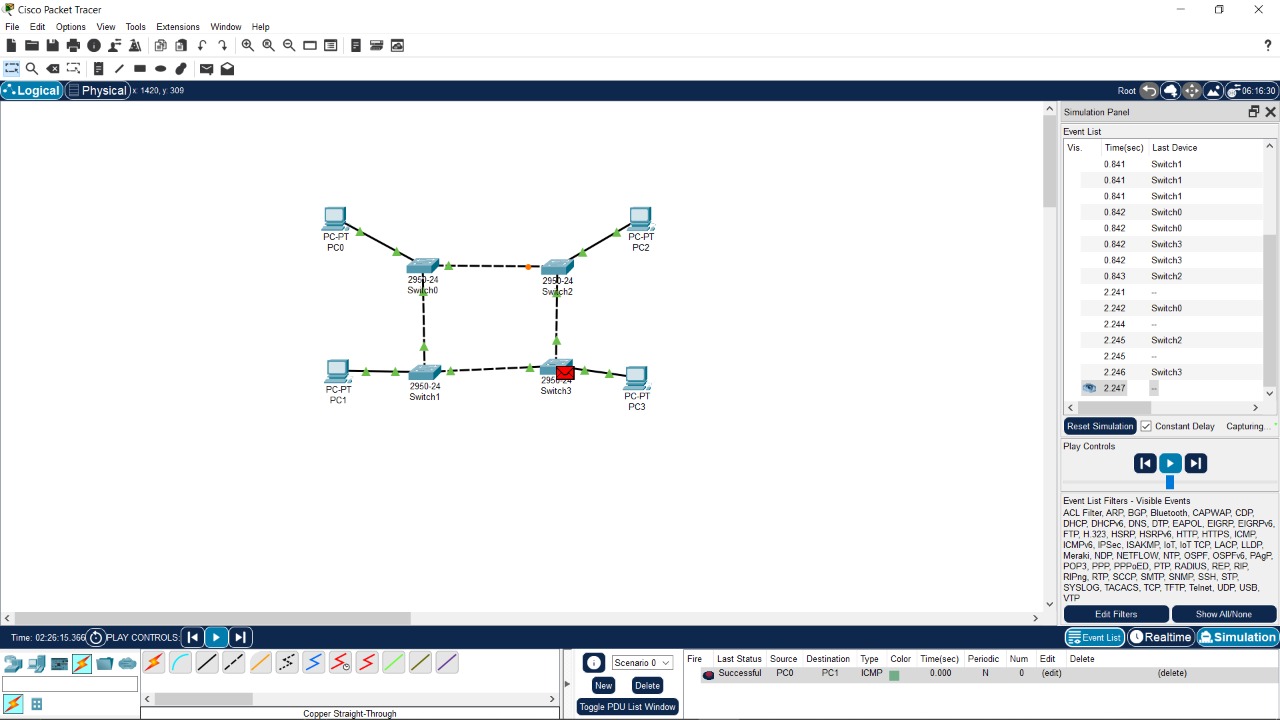 Cisco Packet Tracer
File Edit Options View Tools Extensions Window Help
Logical Physical x: 1420, y: 309 Root 06:16:30
Simulation Panel
Event List
Vis. Time(sec) Last Device
0.841 Switch1
0.841 Switch1
0.841 Switch1
0.842 Switch0
0.842 Switch0
0.842 Switch3
0.842 Switch3
0.843 Switch2
2.241 --
2.242 Switch0
2.244 --
2.245 Switch2
2.245 --
2.246 Switch3
2.247 --
PC-PT
PC0
PC-PT
PC2
2950-24
Switch0
2950-24
Switch2
PC-PT
PC1
2950-24
Switch1
2950-24
Switch3
PC-PT
PC3
Reset Simulation Constant Delay Capturing...
Play Controls
Event List Filters - Visible Events
ACL Filter, ARP, BGP, Bluetooth, CAPWAP, CDP,
DHCP, DHCPv6, DNS, DTP, EAPOL, EIGRP, EIGRPv6,
FTP, H.323, HSRP, HSRPv6, HTTP, HTTPS, ICMP,
ICMPv6, IPSec, ISAKMP, IoT, IoT TCP, LACP, LLDP,
Meraki, NDP, NETFLOW, NTP, OSPF, OSPFv6, PAgP,
POP3, PPP, PPPoED, PTP, RADIUS, REP, RIP,
RIPng, RTP, SCCP, SMTP, SNMP, SSH, STP,
SYSLOG, TACACS, TCP, TFTP, Telnet, UDP, USB,
VTP
Edit Filters Show All/None
Time: 02:26:15.366 PLAY CONTROLS: Event List Realtime Simulation
Scenario 0
New Delete
Toggle PDU List Window
Fire Last Status Source Destination Type Color Time(sec) Periodic Num Edit Delete
Successful PC0 PC1 ICMP 0.000 N 0 (edit) (delete)
Copper Straight-Through